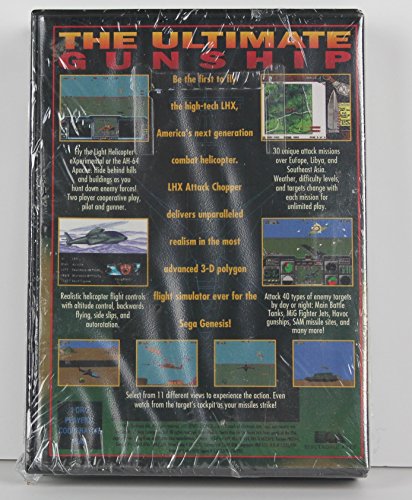 THE ULTIMATE
GUNSHIP
Be the first to fly
the high-tech LHX,
America's next generation
combat helicopter.
LHX Attack Chopper
delivers unparalleled
realism in the most
advanced 3-D polygon
flight simulator ever for the
Sega Genesis!
Fly the Light Helicopter
eXperimental or the AH-64
Apache. Hide behind hills
and buildings as you
hunt down enemy forces!
Two player cooperative play,
pilot and gunner.
30 unique attack missions
over Europe, Libya, and
Southeast Asia.
Weather, difficulty levels,
and targets change with
each mission for
unlimited play.
Realistic helicopter flight controls
with altitude control, backwards
flying, side slips, and
autorotation.
Attack 40 types of enemy targets
by day or night: Main Battle
Tanks, MiG Fighter Jets, Havoc
gunships, SAM missile sites, and
many more!
Select from 11 different views to experience the action. Even
watch from the target's cockpit as your missiles strike!
1 OR 2
PLAYER
COOPERATIVE